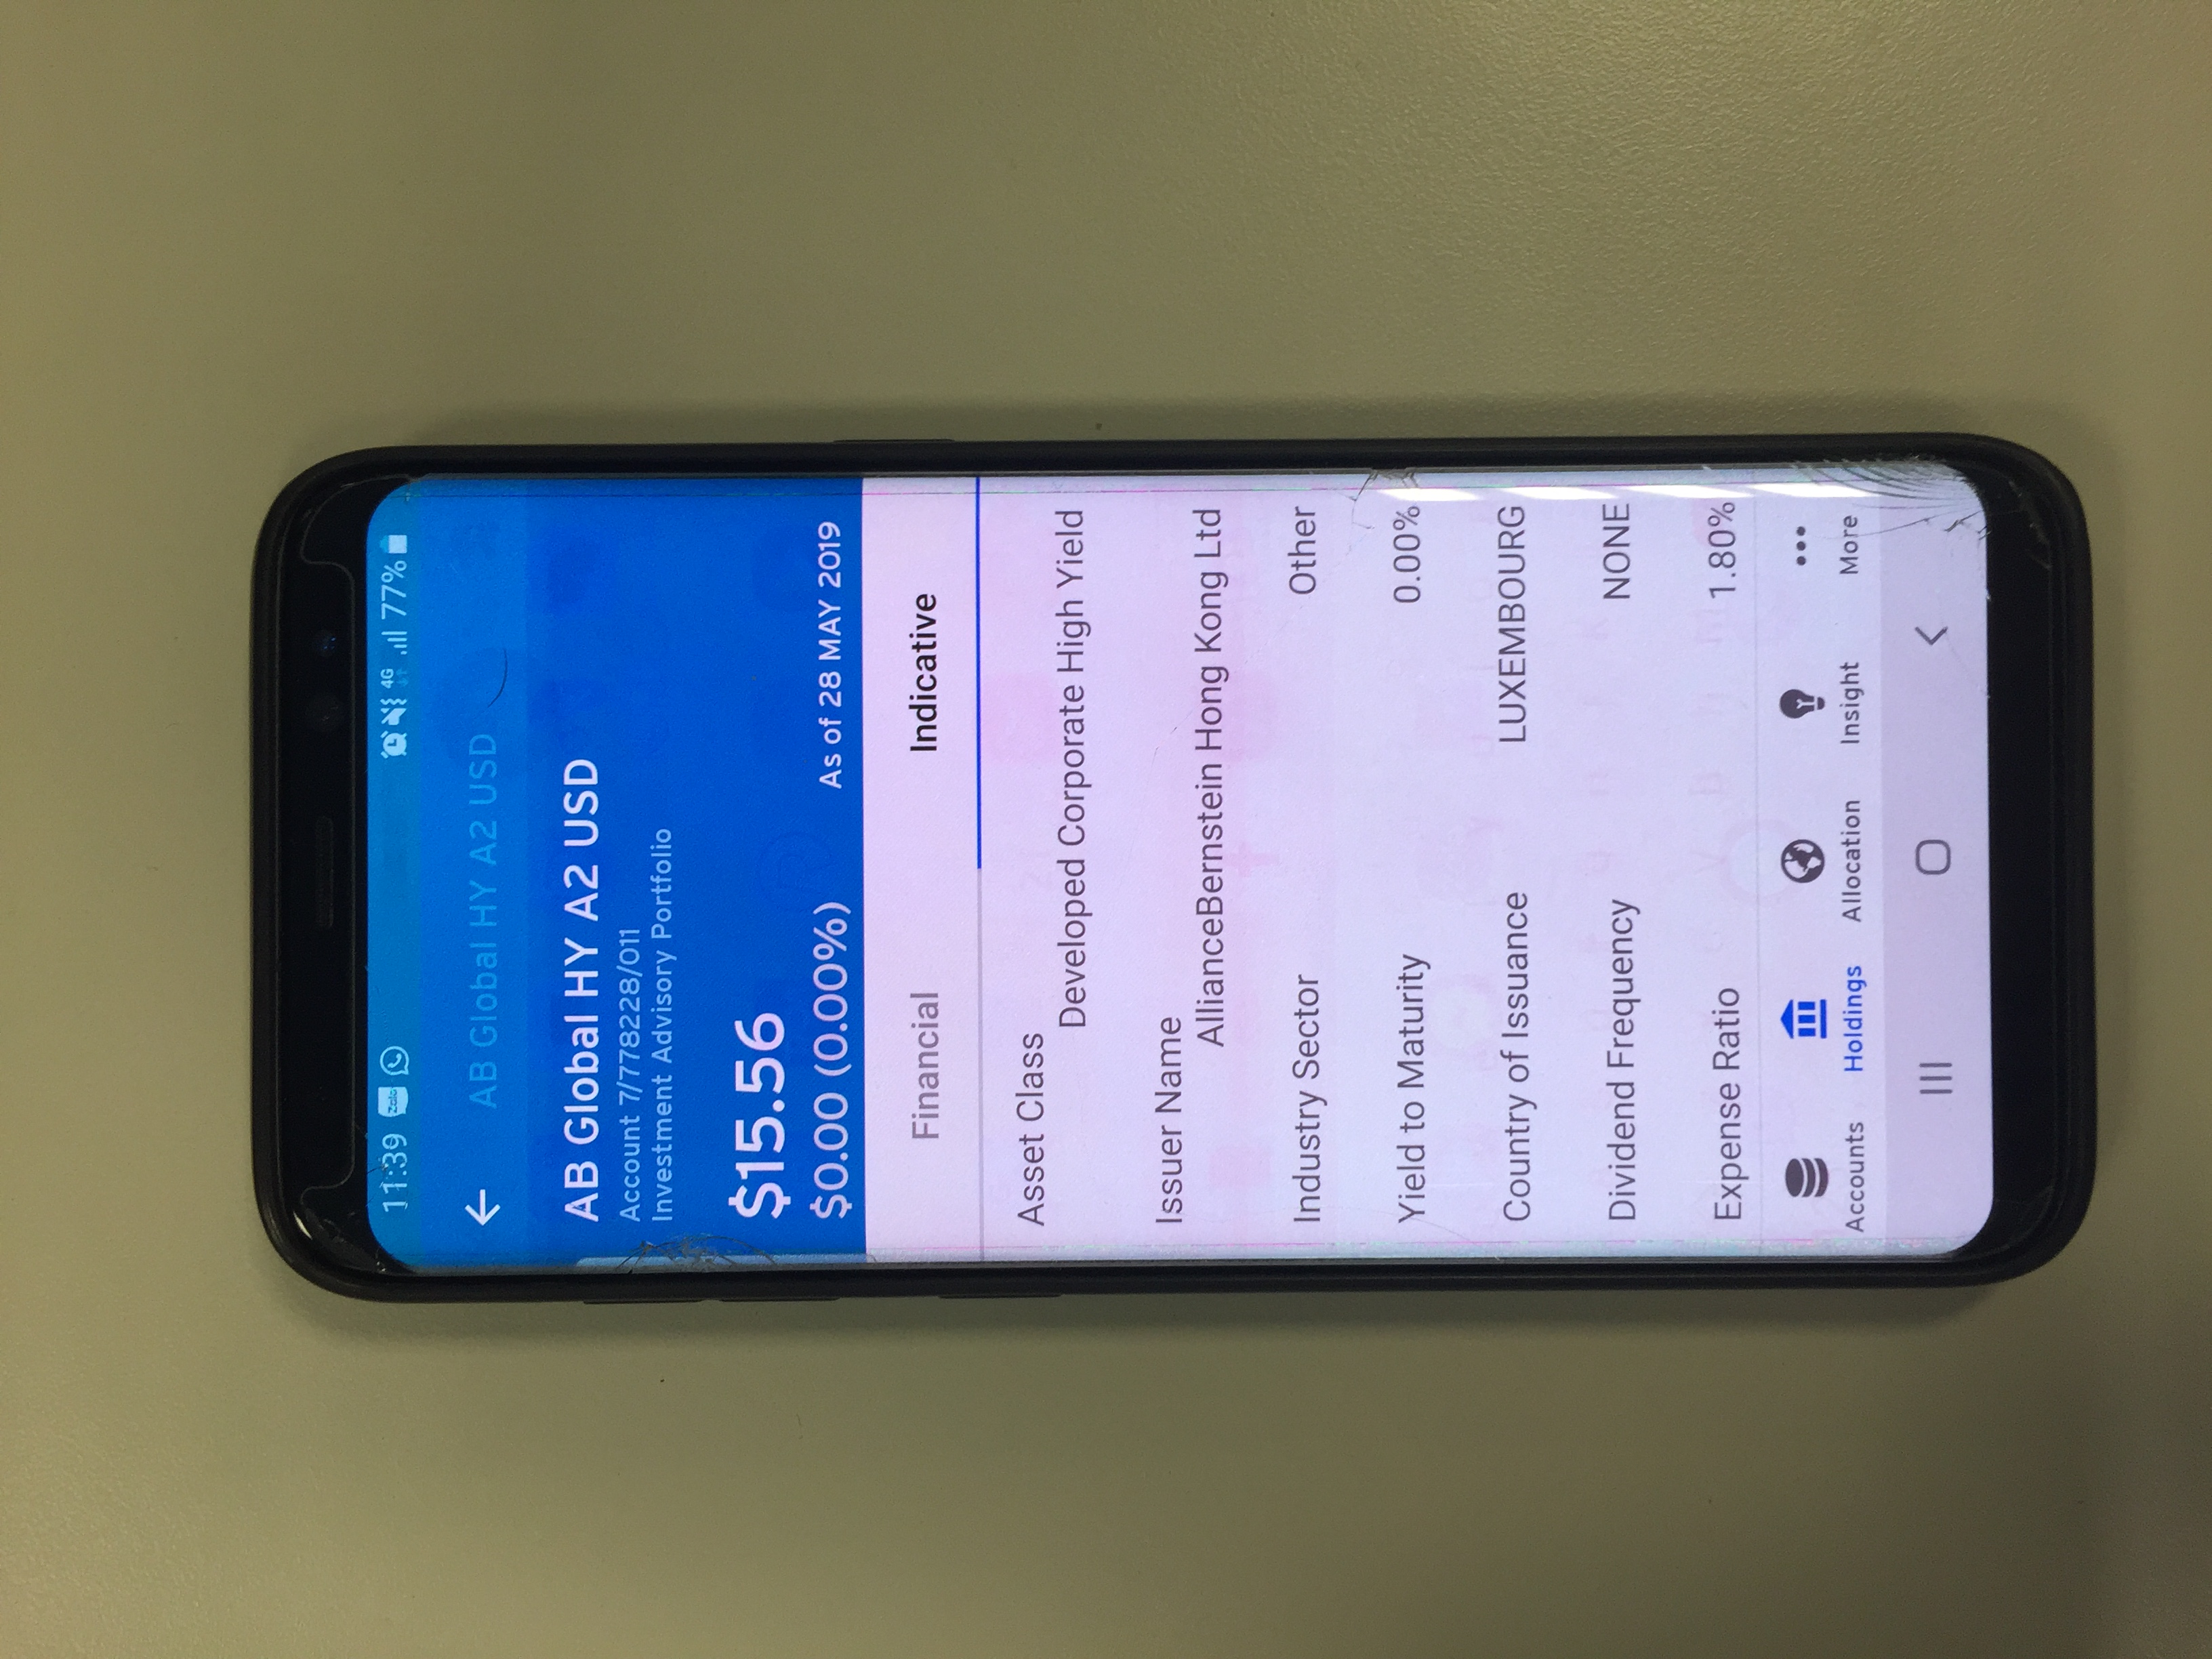 11:39 Zalo 4G 77%
AB Global HY A2 USD
AB Global HY A2 USD
Account 7/778228/011
Investment Advisory Portfolio
$15.56
$0.00 (0.00%) As of 28 MAY 2019
Financial Indicative
Asset Class
Developed Corporate High Yield
Issuer Name
AllianceBernstein Hong Kong Ltd
Industry Sector Other
Yield to Maturity 0.00%
Country of Issuance LUXEMBOURG
Dividend Frequency NONE
Expense Ratio 1.80%
Accounts Holdings Allocation Insight More